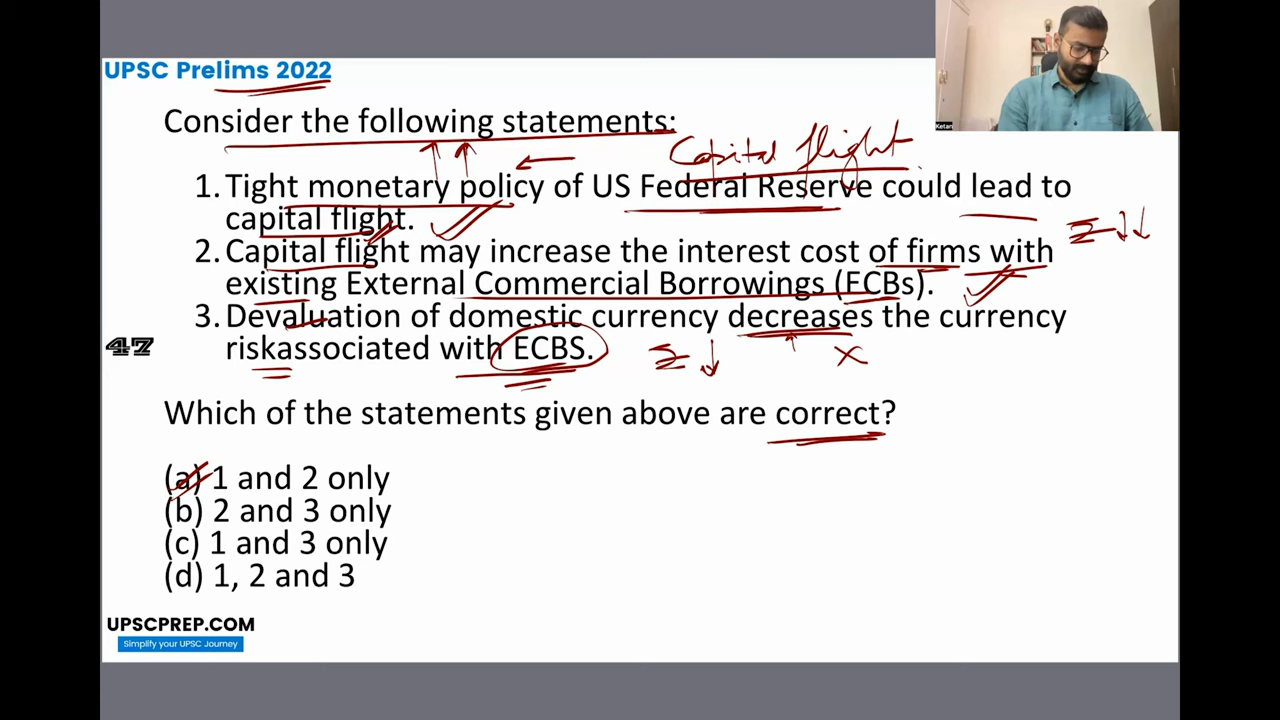 UPSC Prelims 2022
Consider the following statements:
Capital flight
1. Tight monetary policy of US Federal Reserve could lead to
capital flight.
2. Capital flight may increase the interest cost of firms with
existing External Commercial Borrowings (ECBs).
3. Devaluation of domestic currency decreases the currency
riskassociated with ECBS.
47
Which of the statements given above are correct?
(a) 1 and 2 only
(b) 2 and 3 only
(c) 1 and 3 only
(d) 1, 2 and 3
UPSCPREP.COM
Simplify your UPSC Journey
Ketan